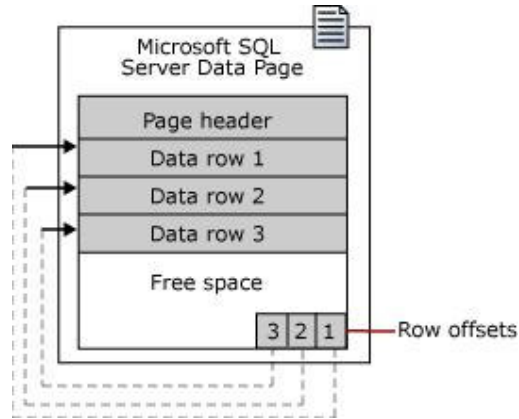 Microsoft SQL
Server Data Page
Page header
Data row 1
Data row 2
Data row 3
Free space
3 2 1
Row offsets